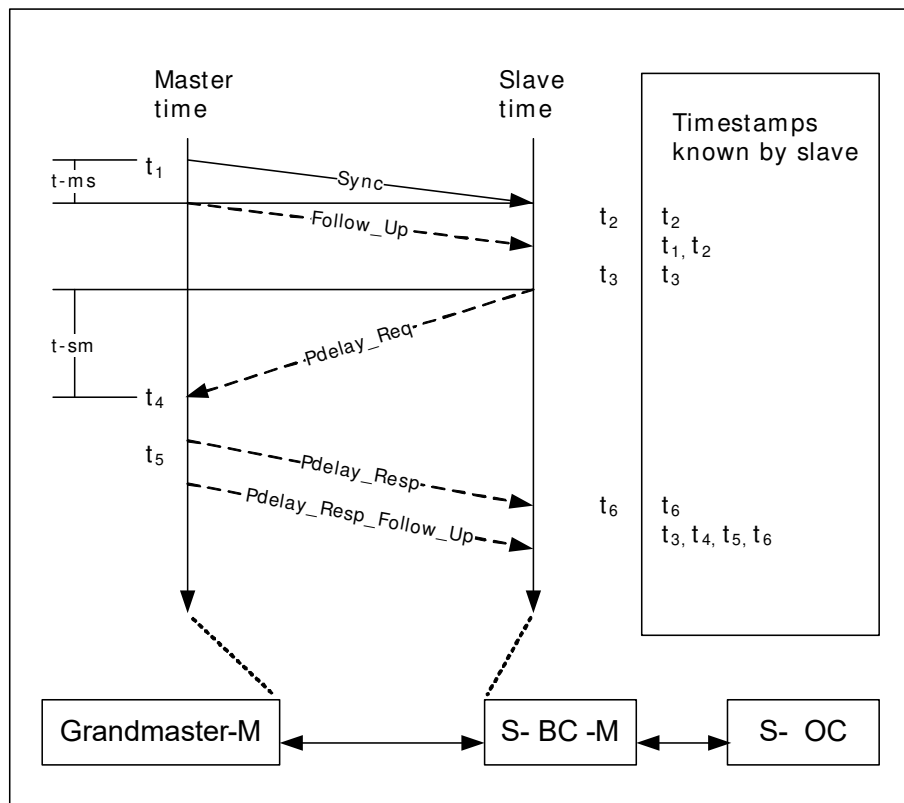 Master
time
Slave
time
Timestamps
known by slave
t1
t-ms
Sync
Follow_Up
t2
t2
t1, t2
t3
t3
Pdelay_Req
t-sm
t4
t5
Pdelay_Resp
Pdelay_Resp_Follow_Up
t6
t6
t3, t4, t5, t6
Grandmaster-M
S- BC -M
S- OC